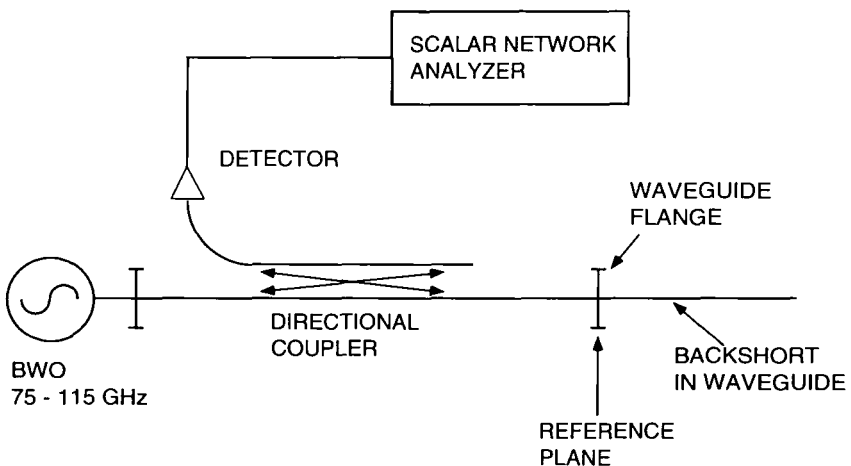 SCALAR NETWORK
ANALYZER
DETECTOR
WAVEGUIDE
FLANGE
DIRECTIONAL
COUPLER
BWO
75 - 115 GHz
BACKSHORT
IN WAVEGUIDE
REFERENCE
PLANE